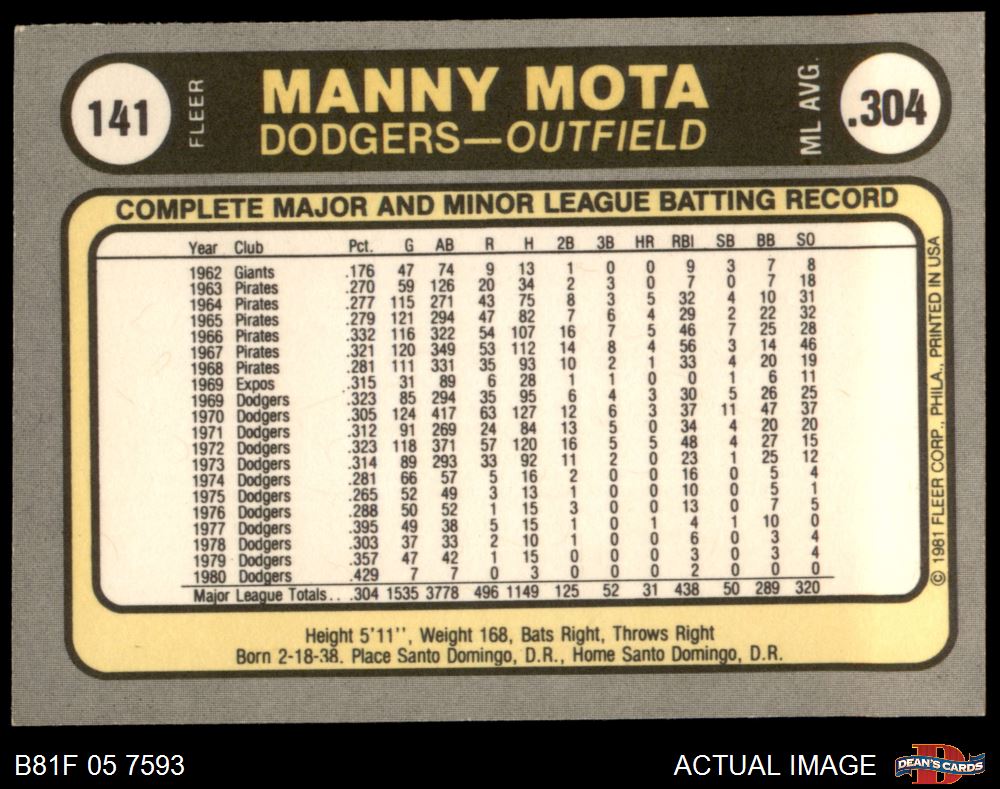 141 FLEER MANNY MOTA ML AVG. .304
DODGERS—OUTFIELD
COMPLETE MAJOR AND MINOR LEAGUE BATTING RECORD
Year Club Pct. G AB R H 2B 3B HR RBI SB BB SO
1962 Giants .176 47 74 9 13 1 0 0 9 3 7 8
1963 Pirates .270 59 126 20 34 2 3 0 7 0 7 18
1964 Pirates .277 115 271 43 75 8 3 5 32 4 10 31
1965 Pirates .279 121 294 47 82 7 6 4 29 2 22 32
1966 Pirates .332 116 322 54 107 16 7 5 46 7 25 28
1967 Pirates .321 120 349 53 112 14 8 4 56 3 14 46
1968 Pirates .281 111 331 35 93 10 2 1 33 4 20 19
1969 Expos .315 31 89 6 28 1 1 0 0 1 6 11
1969 Dodgers .323 85 294 35 95 6 4 3 30 5 26 25
1970 Dodgers .305 124 417 63 127 12 6 3 37 11 47 37
1971 Dodgers .312 91 269 24 84 13 5 0 34 4 20 20
1972 Dodgers .323 118 371 57 120 16 5 5 48 4 27 15
1973 Dodgers .314 89 293 33 92 11 2 0 23 1 25 12
1974 Dodgers .281 66 57 5 16 2 0 0 16 0 5 4
1975 Dodgers .265 52 49 3 13 1 0 0 10 0 5 1
1976 Dodgers .288 50 52 1 15 3 0 0 13 0 7 5
1977 Dodgers .395 49 38 5 15 1 0 1 4 1 10 0
1978 Dodgers .303 37 33 2 10 1 0 0 6 0 3 4
1979 Dodgers .357 47 42 1 15 0 0 0 3 0 3 4
1980 Dodgers .429 7 7 0 3 0 0 0 2 0 0 0
Major League Totals . . .304 1535 3778 496 1149 125 52 31 438 50 289 320
Height 5'11'', Weight 168, Bats Right, Throws Right
Born 2-18-38. Place Santo Domingo, D.R., Home Santo Domingo, D.R.
© 1981 FLEER CORP., PHILA., PRINTED IN USA
B81F 05 7593 ACTUAL IMAGE D DEAN'S CARDS